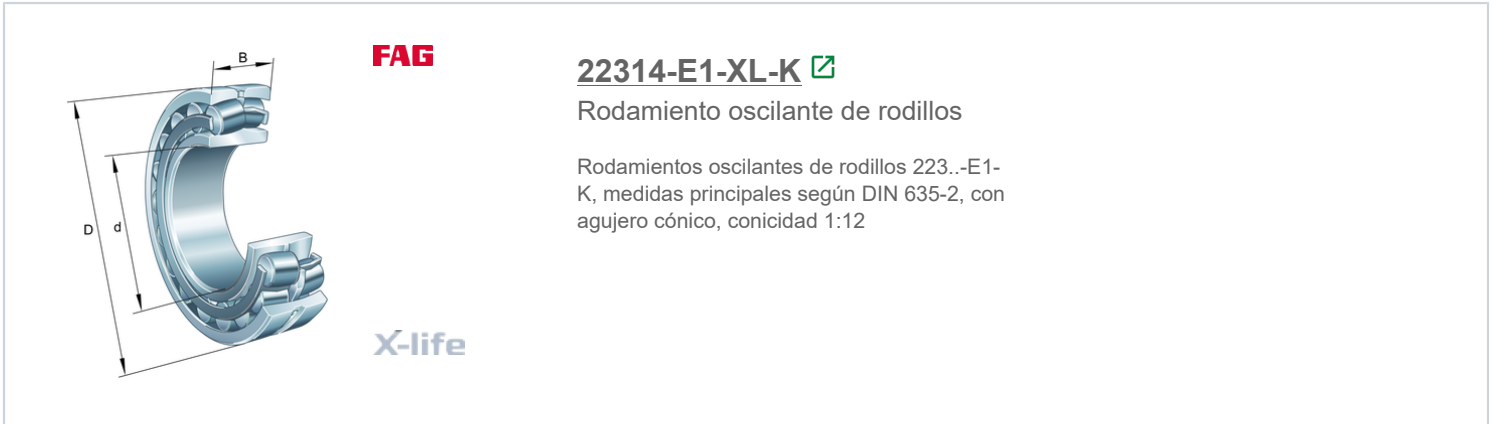 B
FAG
22314-E1-XL-K
Rodamiento oscilante de rodillos
Rodamientos oscilantes de rodillos 223..-E1-
K, medidas principales según DIN 635-2, con
agujero cónico, conicidad 1:12
D
d
X-life